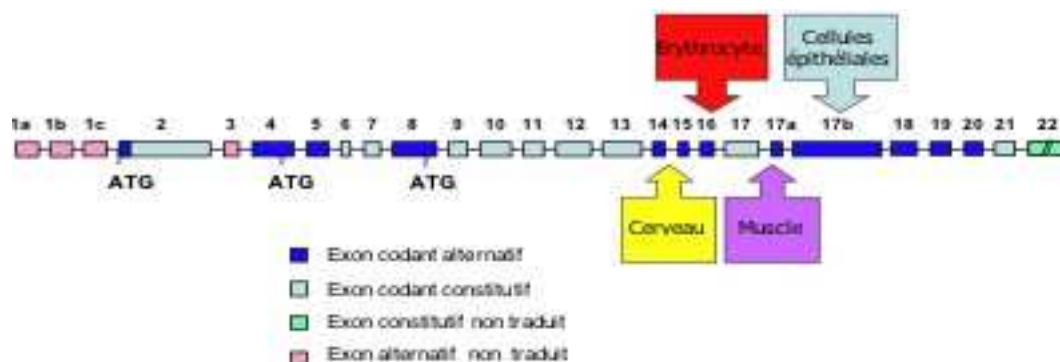 Erythrocyte
Cellules
épithéliales
1a 1b 1c 2 3 4 5 6 7 8 9 10 11 12 13 14 15 16 17 17a 17b 18 19 20 21 22
ATG ATG ATG
Cerveau Muscle
Exon codant alternatif
Exon codant constitutif
Exon constitutif non traduit
Exon alternatif non traduit